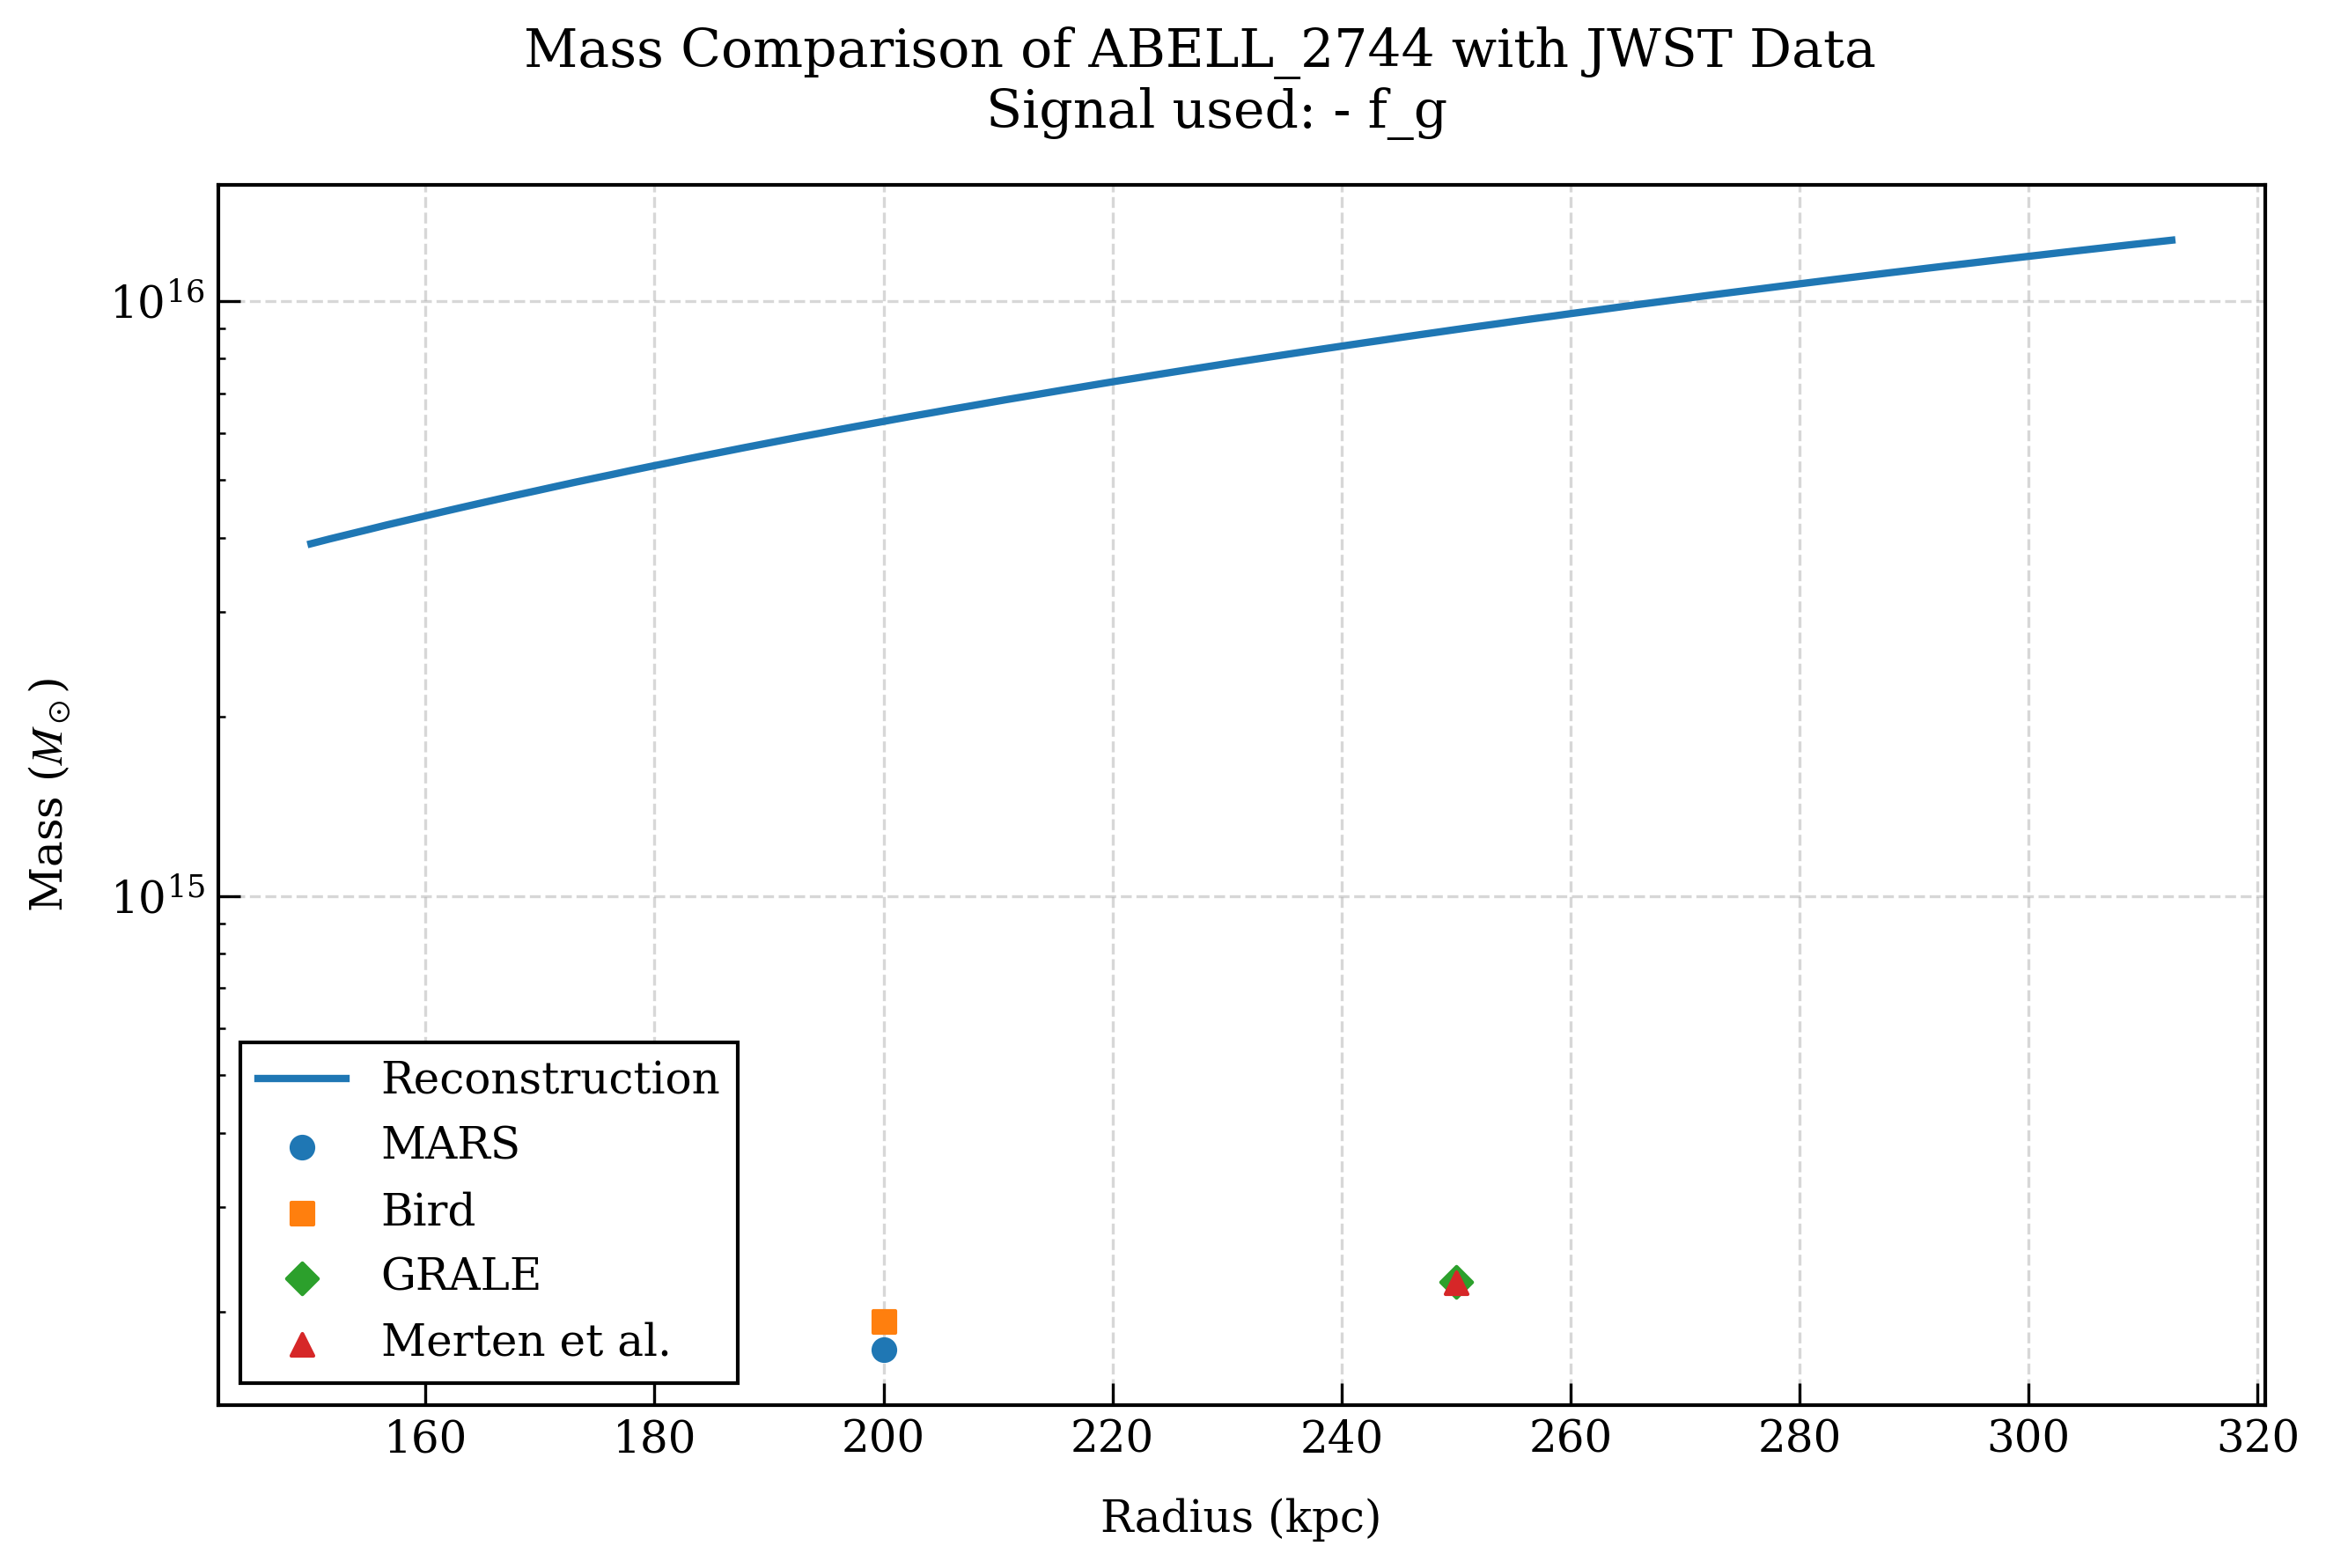 Mass Comparison of ABELL_2744 with JWST Data
Signal used: - f_g
10^16
10^15
Mass (M_⊙)
Reconstruction
MARS
Bird
GRALE
Merten et al.
160 180 200 220 240 260 280 300 320
Radius (kpc)